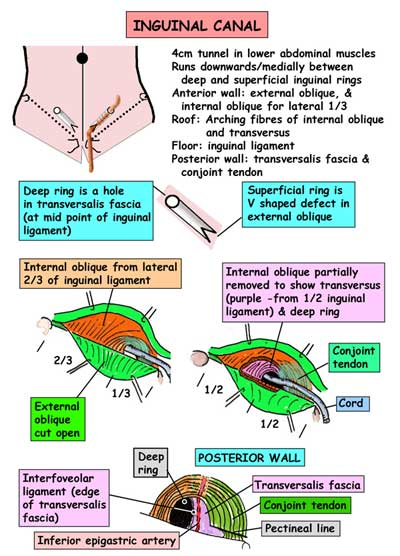 INGUINAL CANAL
4cm tunnel in lower abdominal muscles
Runs downwards/medially between
deep and superficial inguinal rings
Anterior wall: external oblique, &
internal oblique for lateral 1/3
Roof: Arching fibres of internal oblique
and transversus
Floor: inguinal ligament
Posterior wall: transversalis fascia &
conjoint tendon
Deep ring is a hole
in transversalis fascia
(at mid point of inguinal
ligament)
Superficial ring is
V shaped defect in
external oblique
Internal oblique from lateral
2/3 of inguinal ligament
2/3
1/3
External
oblique
cut open
Internal oblique partially
removed to show transversus
(purple -from 1/2 inguinal
ligament) & deep ring
Conjoint
tendon
Cord
1/2
1/2
POSTERIOR WALL
Deep
ring
Interfoveolar
ligament (edge
of transversalis
fascia)
Inferior epigastric artery
Transversalis fascia
Conjoint tendon
Pectineal line